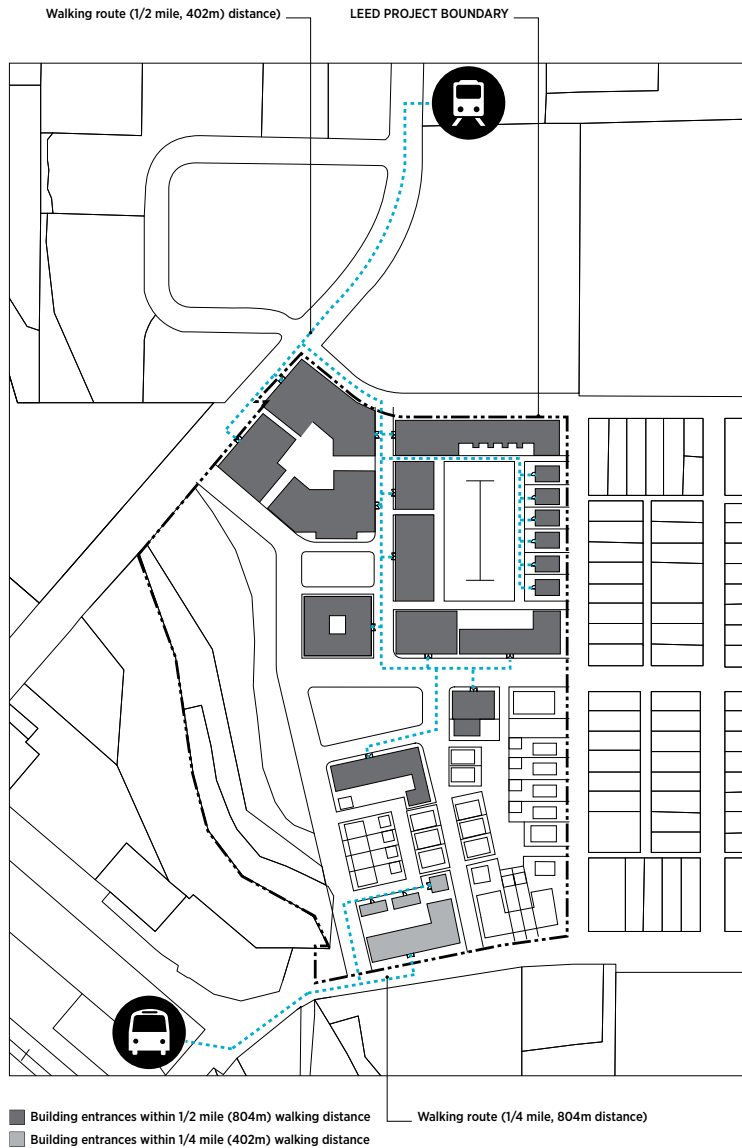 Walking route (1/2 mile, 402m) distance)
LEED PROJECT BOUNDARY
Building entrances within 1/2 mile (804m) walking distance
Walking route (1/4 mile, 804m distance)
Building entrances within 1/4 mile (402m) walking distance